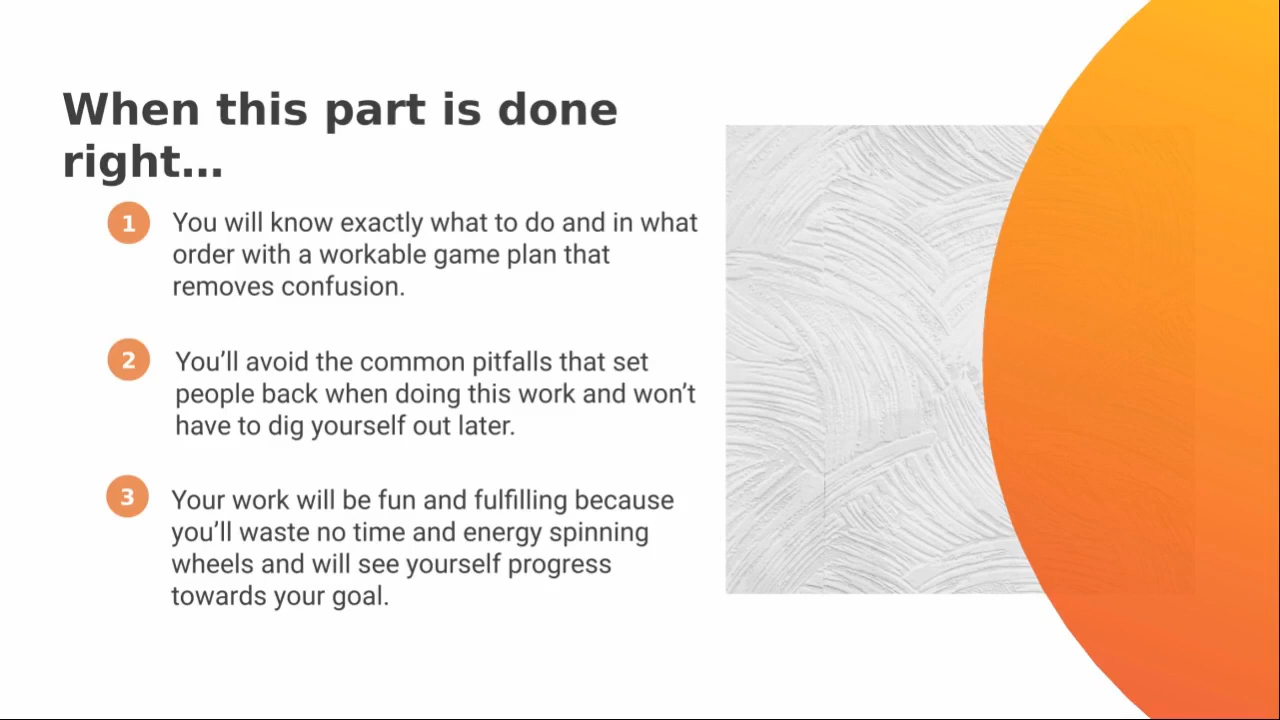 When this part is done
right...
1 You will know exactly what to do and in what
order with a workable game plan that
removes confusion.
2 You’ll avoid the common pitfalls that set
people back when doing this work and won’t
have to dig yourself out later.
3 Your work will be fun and fulfilling because
you’ll waste no time and energy spinning
wheels and will see yourself progress
towards your goal.